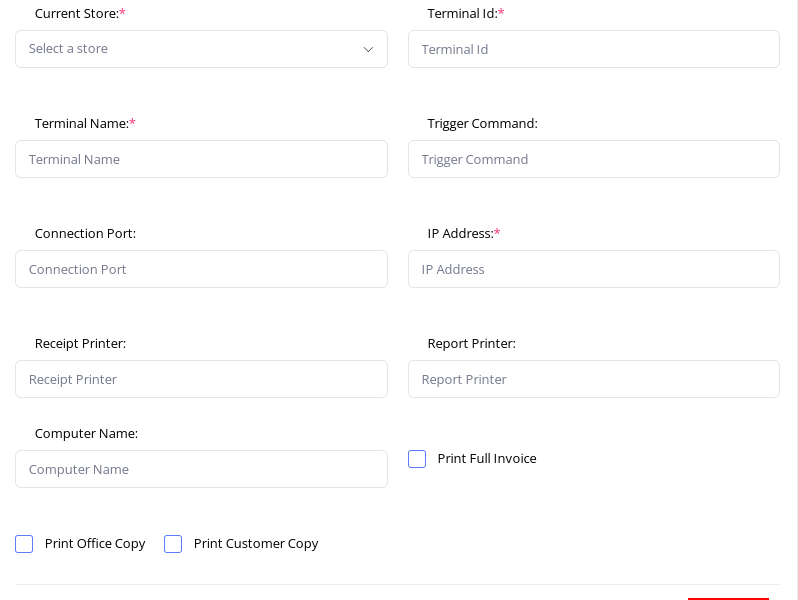 Current Store:*
Terminal Id:*
Select a store
Terminal Id
Terminal Name:*
Trigger Command:
Terminal Name
Trigger Command
Connection Port:
IP Address:*
Connection Port
IP Address
Receipt Printer:
Report Printer:
Receipt Printer
Report Printer
Computer Name:
Computer Name
Print Full Invoice
Print Office Copy
Print Customer Copy